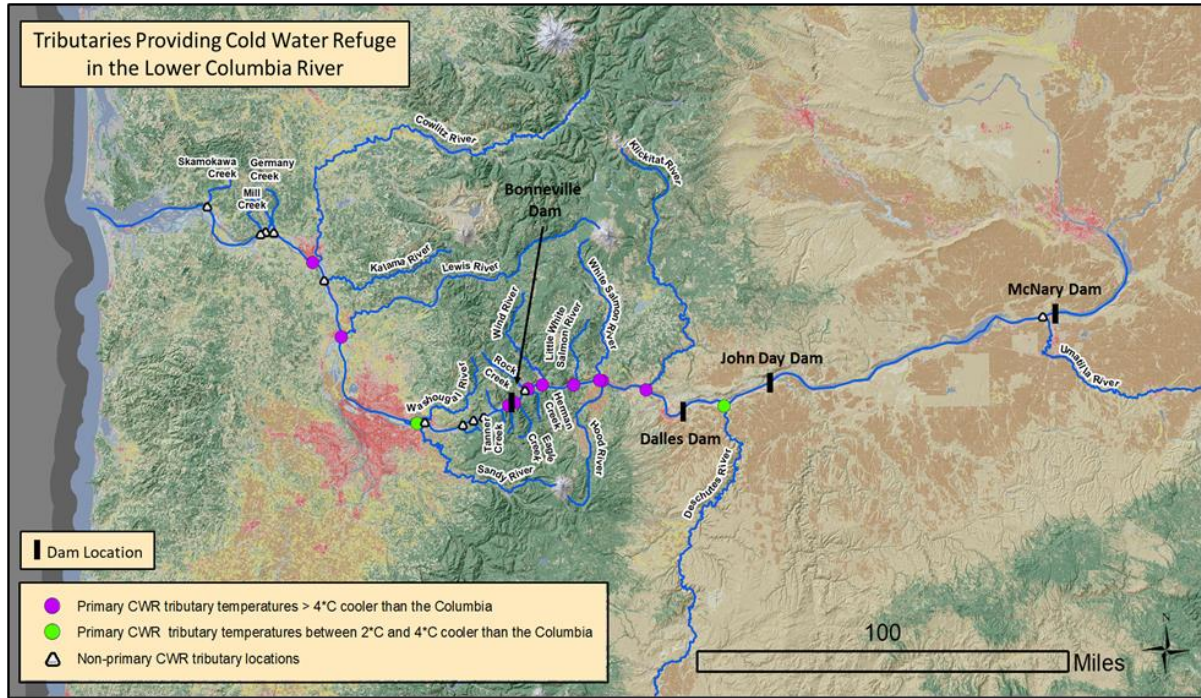 Tributaries Providing Cold Water Refuge
in the Lower Columbia River
Cowlitz River
Skamokawa
Creek
Germany
Creek
Mill
Creek
Klickitat River
Bonneville
Dam
Kalama River
Lewis River
Wind River
Little White
Salmon River
White Salmon River
McNary Dam
Rock
Creek
John Day Dam
Umatilla River
Washougal River
Herman
Creek
Tanner
Creek
Eagle
Creek
Hood River
Dalles Dam
Sandy River
Deschutes River
Dam Location
Primary CWR tributary temperatures > 4°C cooler than the Columbia
Primary CWR tributary temperatures between 2°C and 4°C cooler than the Columbia
Non-primary CWR tributary locations
100
Miles
N